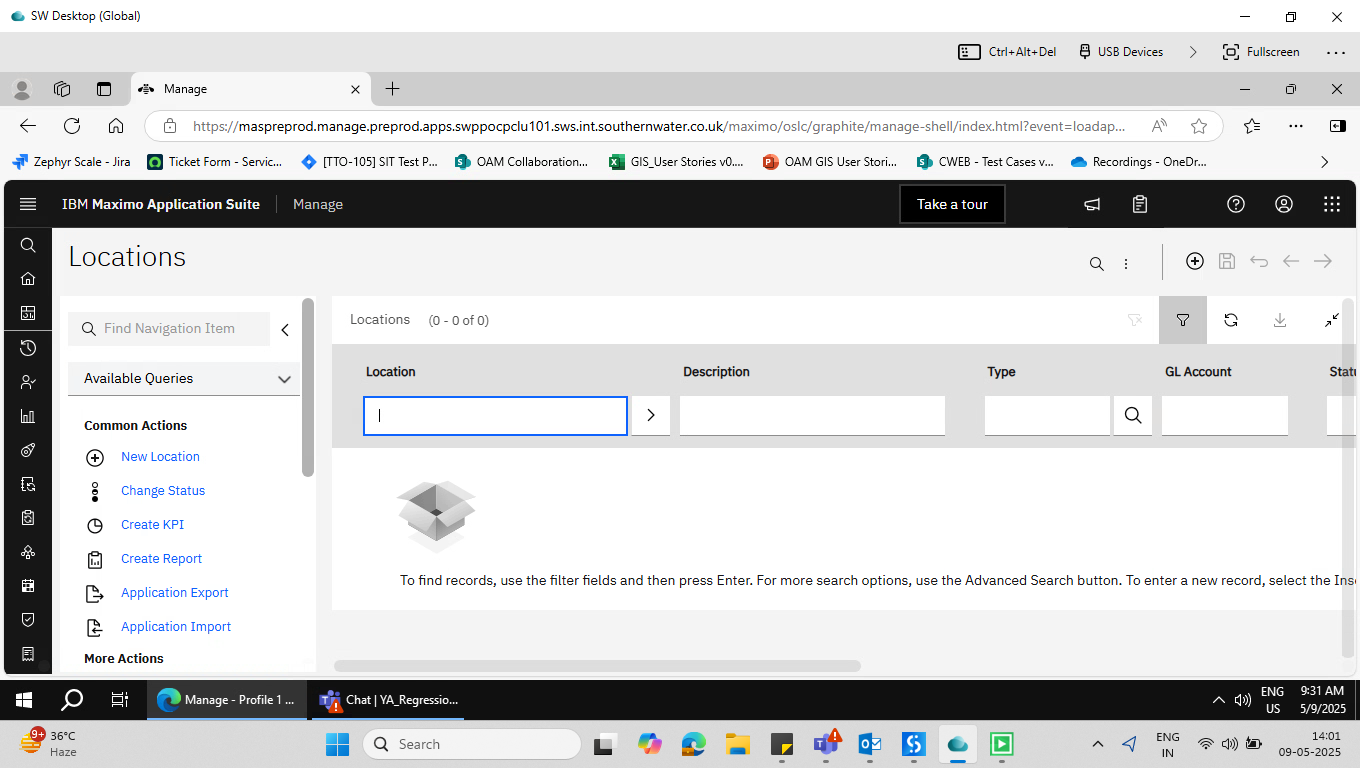 SW Desktop (Global)
Ctrl+Alt+Del
USB Devices
Fullscreen
Manage
https://maspreprod.manage.preprod.apps.swppocpclu101.sws.int.southernwater.co.uk/maximo/oslc/graphite/manage-shell/index.html?event=loadap...
Zephyr Scale - Jira
Ticket Form - Servic...
[TTO-105] SIT Test P...
OAM Collaboration...
GIS_User Stories v0....
OAM GIS User Stori...
CWEB - Test Cases v...
Recordings - OneDr...
IBM Maximo Application Suite
Manage
Take a tour
Locations
Find Navigation Item
Available Queries
Common Actions
New Location
Change Status
Create KPI
Create Report
Application Export
Application Import
More Actions
Locations (0 - 0 of 0)
Location
Description
Type
GL Account
Statu
To find records, use the filter fields and then press Enter. For more search options, use the Advanced Search button. To enter a new record, select the Inse
Manage - Profile 1 ...
Chat | YA_Regressio...
ENG
US
9:31 AM
5/9/2025
9+
36°C
Haze
Search
ENG
IN
14:01
09-05-2025